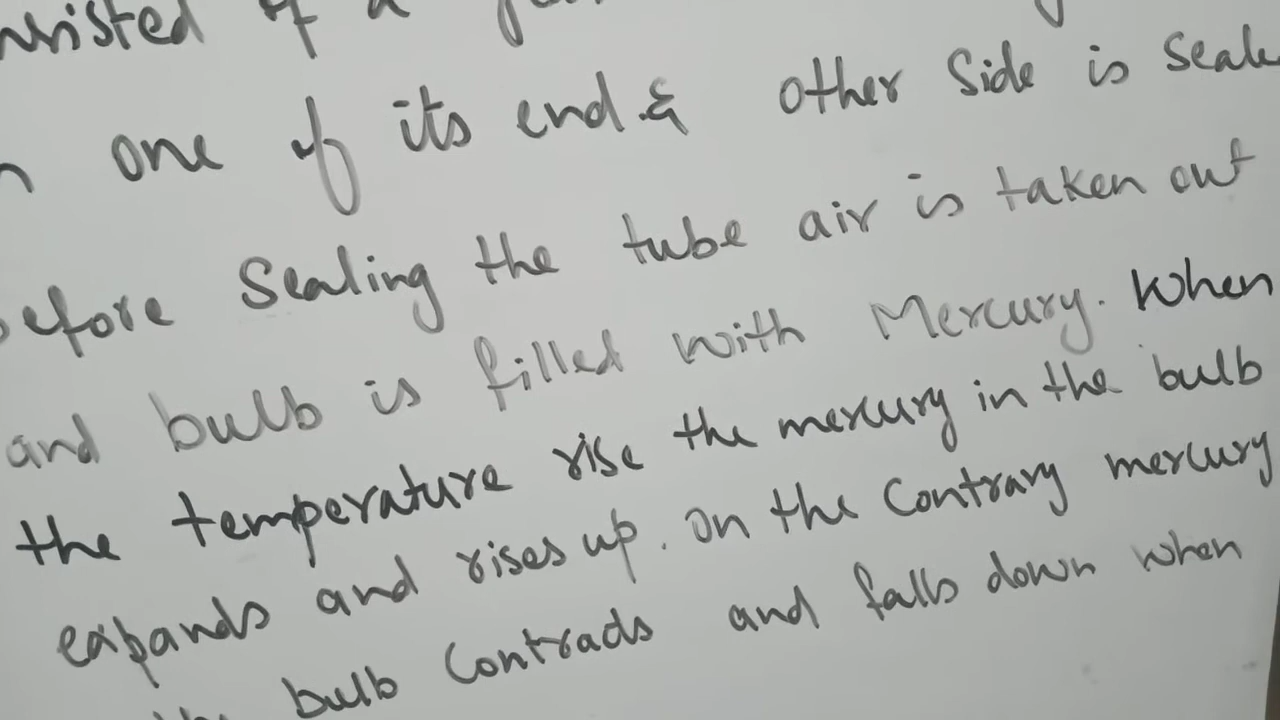 of a
one of its end & other Side is Seale
efore Sealing the tube air is taken out
and bulb is filled with Mercury. When
the temperature rise the mercury in the bulb
expands and rises up. on the Contrary mercury
bulb Contracts and falls down when